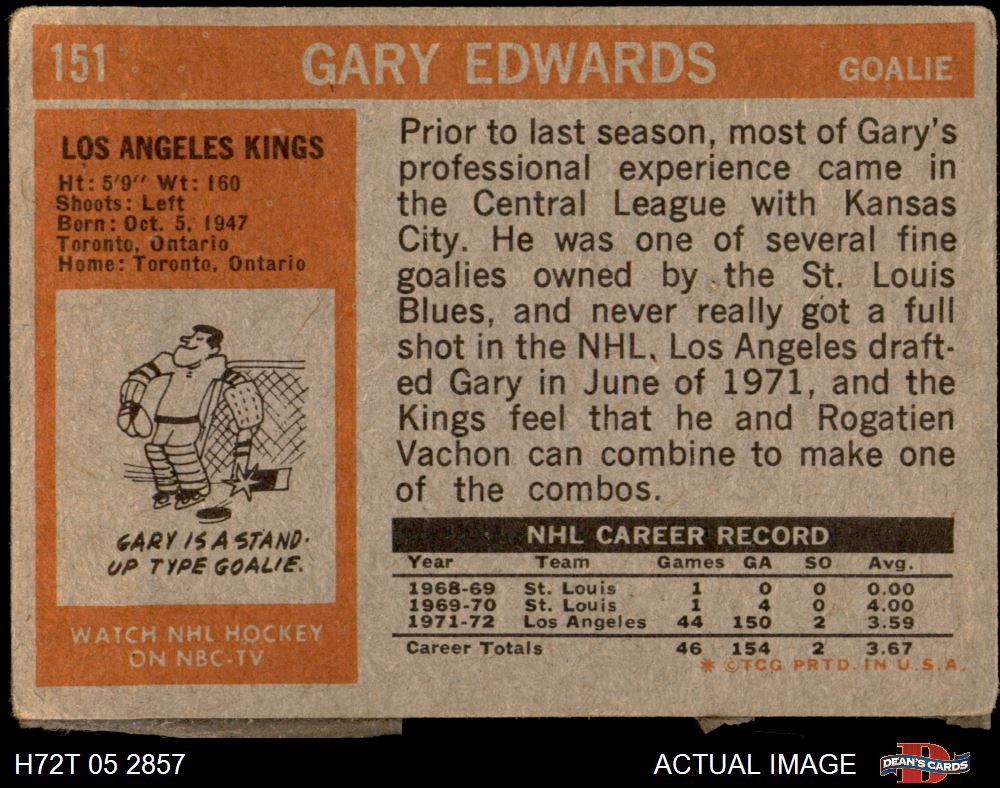 151 GARY EDWARDS GOALIE
LOS ANGELES KINGS
Ht: 5'9" Wt: 160
Shoots: Left
Born: Oct. 5, 1947
Toronto, Ontario
Home: Toronto, Ontario
GARY IS A STAND-
UP TYPE GOALIE.
WATCH NHL HOCKEY
ON NBC-TV
Prior to last season, most of Gary's
professional experience came in
the Central League with Kansas
City. He was one of several fine
goalies owned by the St. Louis
Blues, and never really got a full
shot in the NHL. Los Angeles draft-
ed Gary in June of 1971, and the
Kings feel that he and Rogatien
Vachon can combine to make one
of the combos.
NHL CAREER RECORD
Year Team Games GA SO Avg.
1968-69 St. Louis 1 0 0 0.00
1969-70 St. Louis 1 4 0 4.00
1971-72 Los Angeles 44 150 2 3.59
Career Totals 46 154 2 3.67
* ©TCG PRTD. IN U.S.A.
H72T 05 2857
ACTUAL IMAGE
DEAN'S CARDS